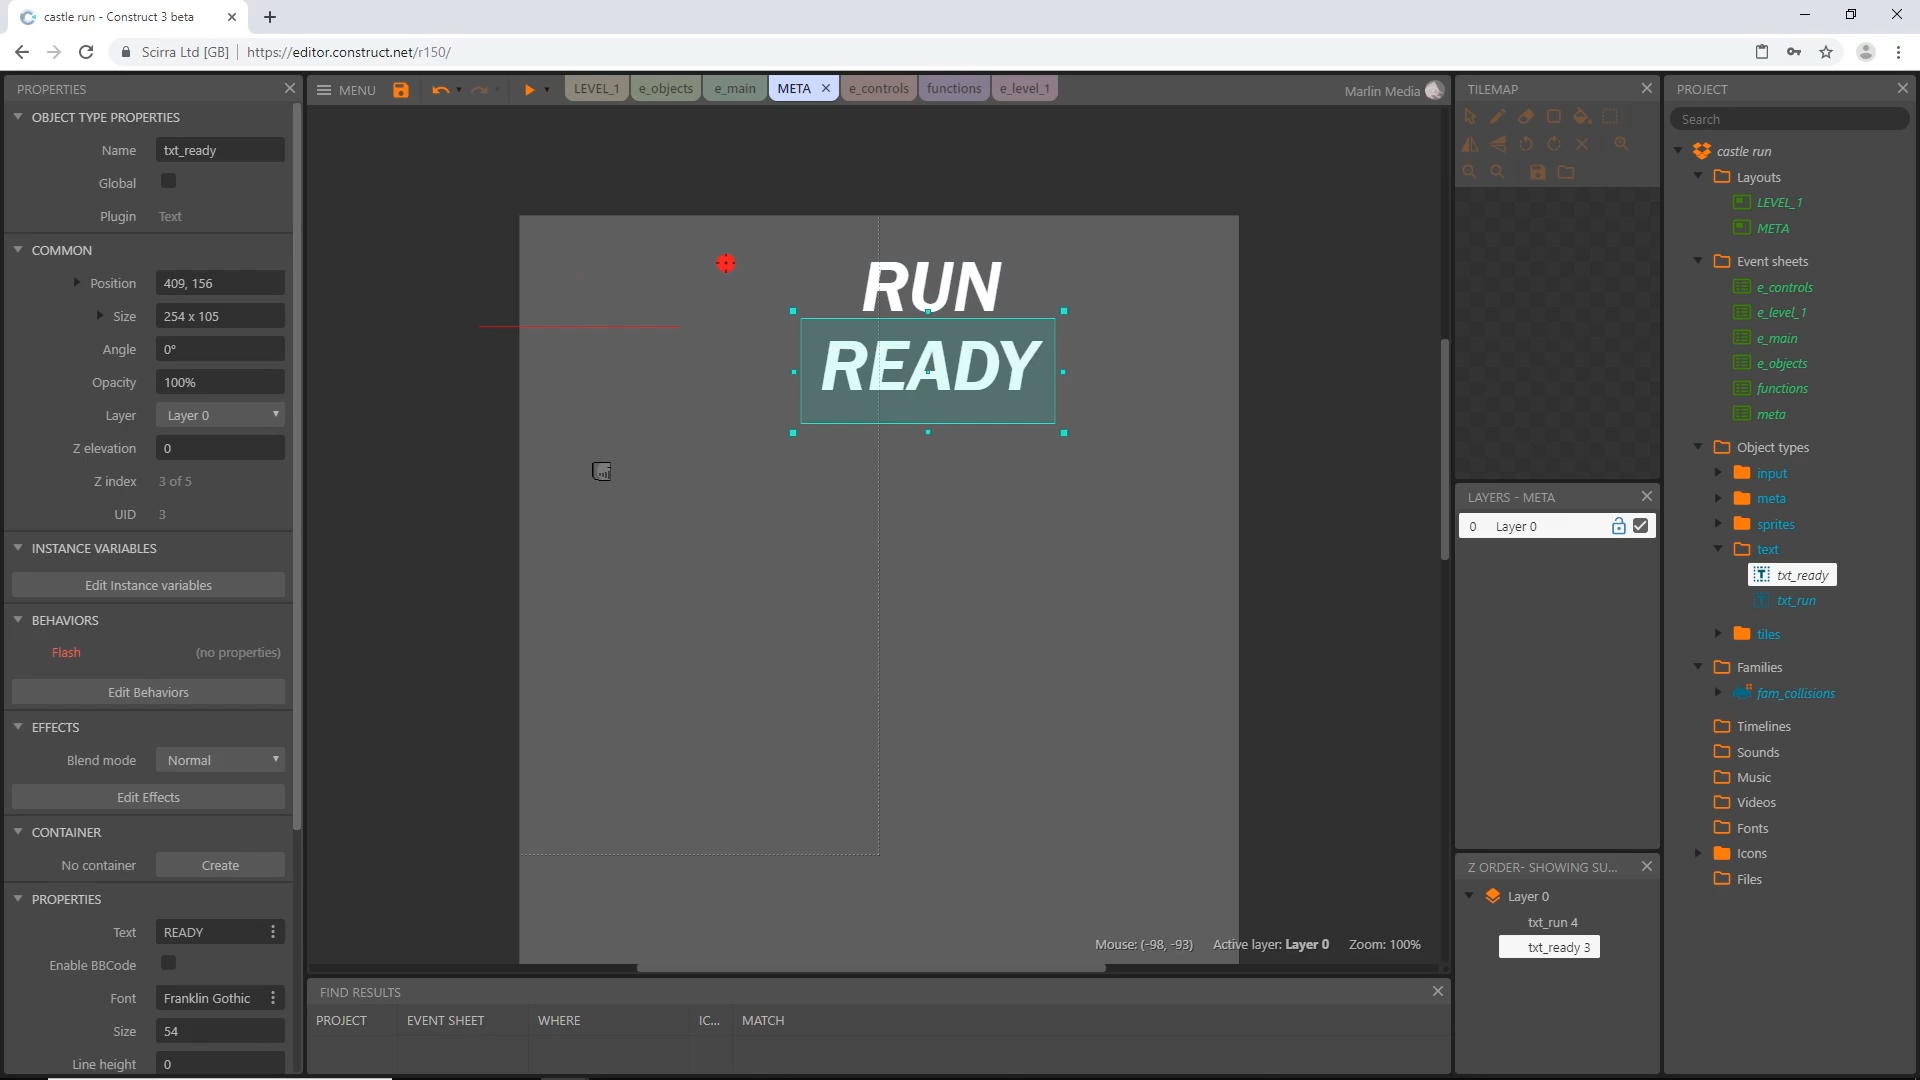 castle run - Construct 3 beta
Scirra Ltd [GB] https://editor.construct.net/r150/
PROPERTIES
OBJECT TYPE PROPERTIES
Name txt_ready
Global
Plugin Text
COMMON
Position 409, 156
Size 254 x 105
Angle 0°
Opacity 100%
Layer Layer 0
Z elevation 0
Z index 3 of 5
UID 3
INSTANCE VARIABLES
Edit Instance variables
BEHAVIORS
Flash (no properties)
Edit Behaviors
EFFECTS
Blend mode Normal
Edit Effects
CONTAINER
No container Create
PROPERTIES
Text READY
Enable BBCode
Font Franklin Gothic
Size 54
Line height 0
MENU
LEVEL_1 e_objects e_main META e_controls functions e_level_1
Marlin Media
RUN
READY
Mouse: (-98, -93) Active layer: Layer 0 Zoom: 100%
FIND RESULTS
PROJECT EVENT SHEET WHERE IC... MATCH
TILEMAP
LAYERS - META
0 Layer 0
Z ORDER- SHOWING SU...
Layer 0
txt_run 4
txt_ready 3
PROJECT
Search
castle run
Layouts
LEVEL_1
META
Event sheets
e_controls
e_level_1
e_main
e_objects
functions
meta
Object types
input
meta
sprites
text
txt_ready
txt_run
tiles
Families
fam_collisions
Timelines
Sounds
Music
Videos
Fonts
Icons
Files